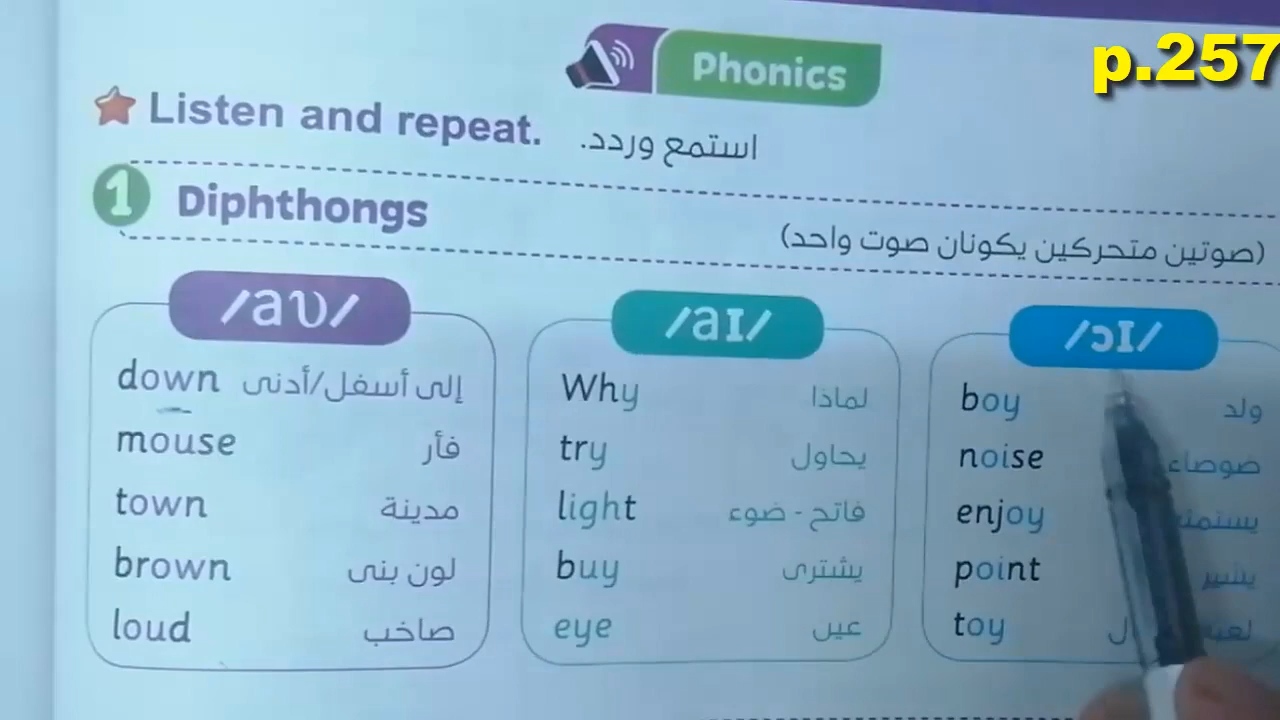 p.257
Phonics
Listen and repeat. استمع وردد.
1 Diphthongs
(صوتين متحركين يكونان صوت واحد)
/aʊ/
down إلى أسفل/أدنى
mouse فأر
town مدينة
brown لون بنى
loud صاخب
/aɪ/
Why لماذا
try يحاول
light فاتح - ضوء
buy يشترى
eye عين
/ɔɪ/
boy ولد
noise ضوضاء
enjoy
point يشير
toy